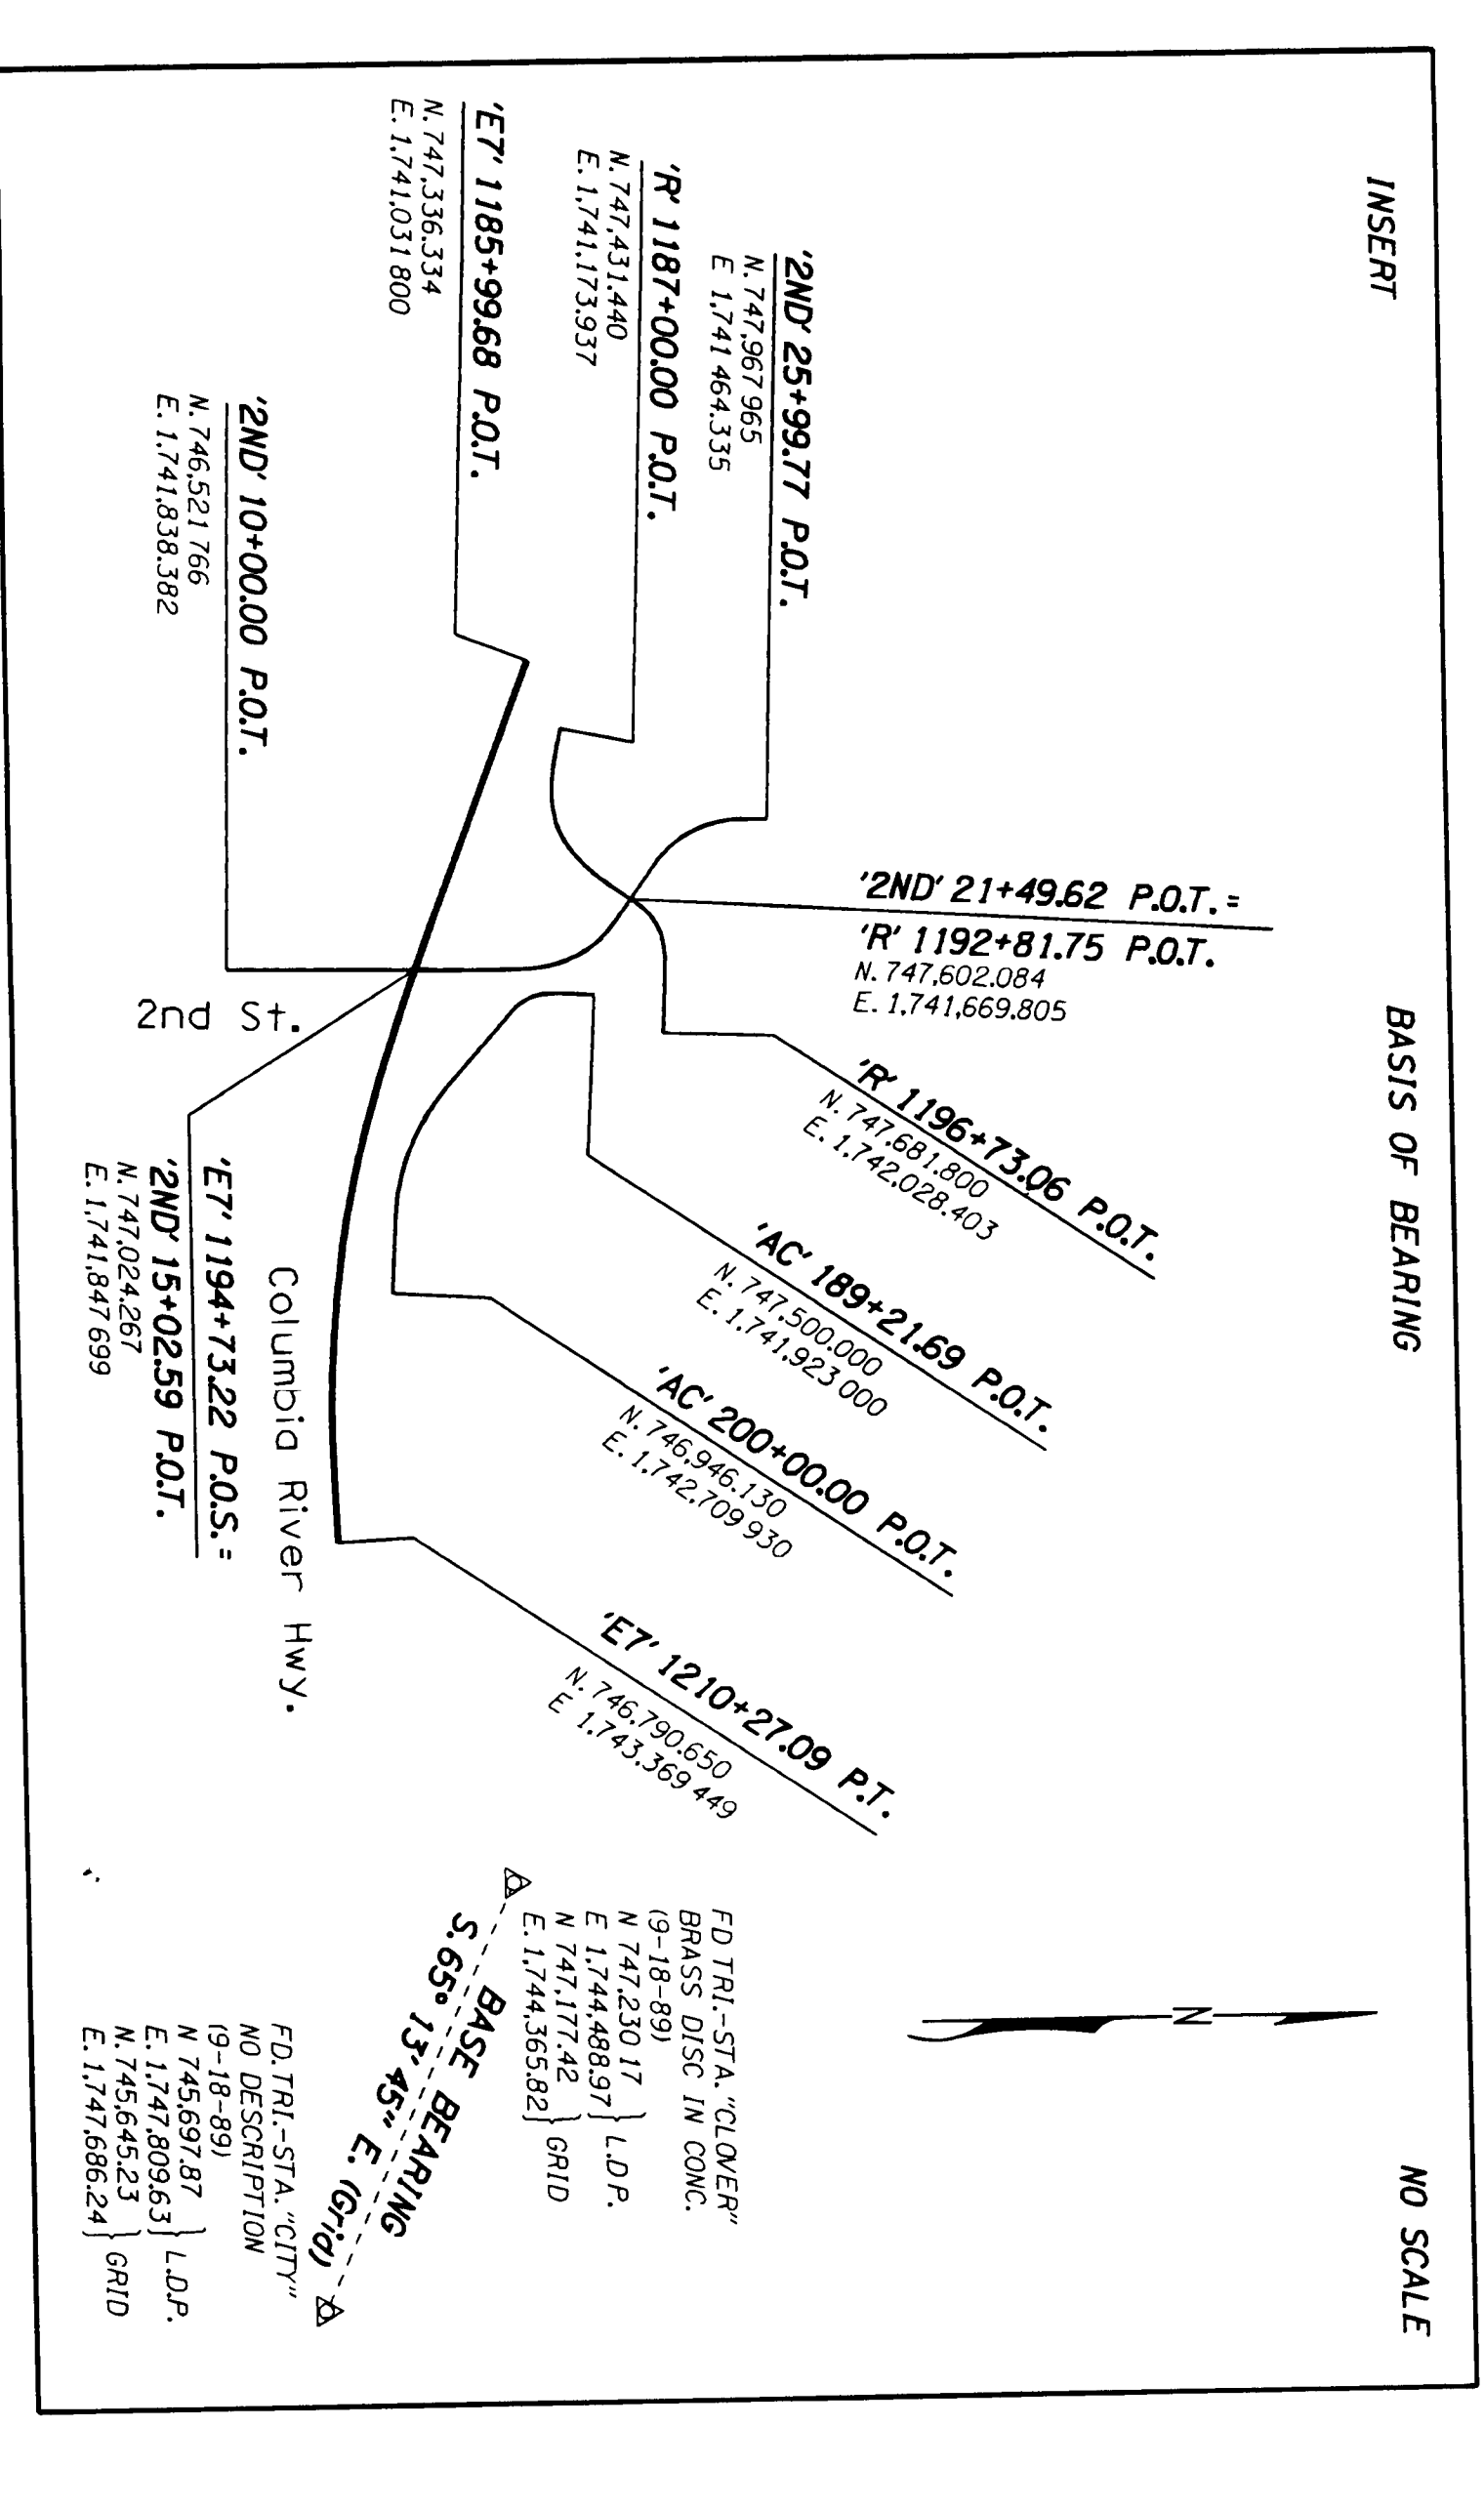 INSERT
BASIS OF BEARING
NO SCALE
'2ND' 25+99.77 P.O.T.
N. 747,967 965
E. 1,741 464.335
'R' 1187+00.00 P.O.T.
N. 747,431.440
E. 1,741,173.937
'E7' 1185+99.68 P.O.T.
N. 747,336.334
E. 1,741,031 800
'2ND' 10+00.00 P.O.T.
N. 746,521 766
E. 1,741,838.382
'2ND' 21+49.62 P.O.T. =
'R' 1192+81.75 P.O.T.
N. 747,602.084
E. 1,741,669.805
'R' 1196+73.06 P.O.T.
N. 747,681.800
E. 1,742,028.403
'AC' 189+21.69 P.O.T.
N. 747,500.000
E. 1,741,923 000
'AC' 200+00.00 P.O.T.
N. 746,946.130
E. 1,742,709 930
'E7' 1210+27.09 P.T.
N. 746,790.650
E 1,743,369 449
2nd St.
Columbia River Hwy.
'E7' 1194+73.22 P.O.S. =
'2ND' 15+02.59 P.O.T.
N. 747,024.267
E. 1,741,847 699
N
FD TRI.-STA. "CLOVER"
BRASS DISC IN CONC.
(9-18-89)
N 747,230 17
E 1,744,488.97} L.D.P.
N 747,177.42
E. 1,744,365.82} GRID
BASE BEARING
S. 65° 13' 45" E. (Grid)
FD. TRI.-STA. "CITY"
NO DESCRIPTION
(9-18-89)
N 745,697.87
E. 1,747,809.63} L.D.P.
N. 745,645.23
E. 1,747,686.24} GRID